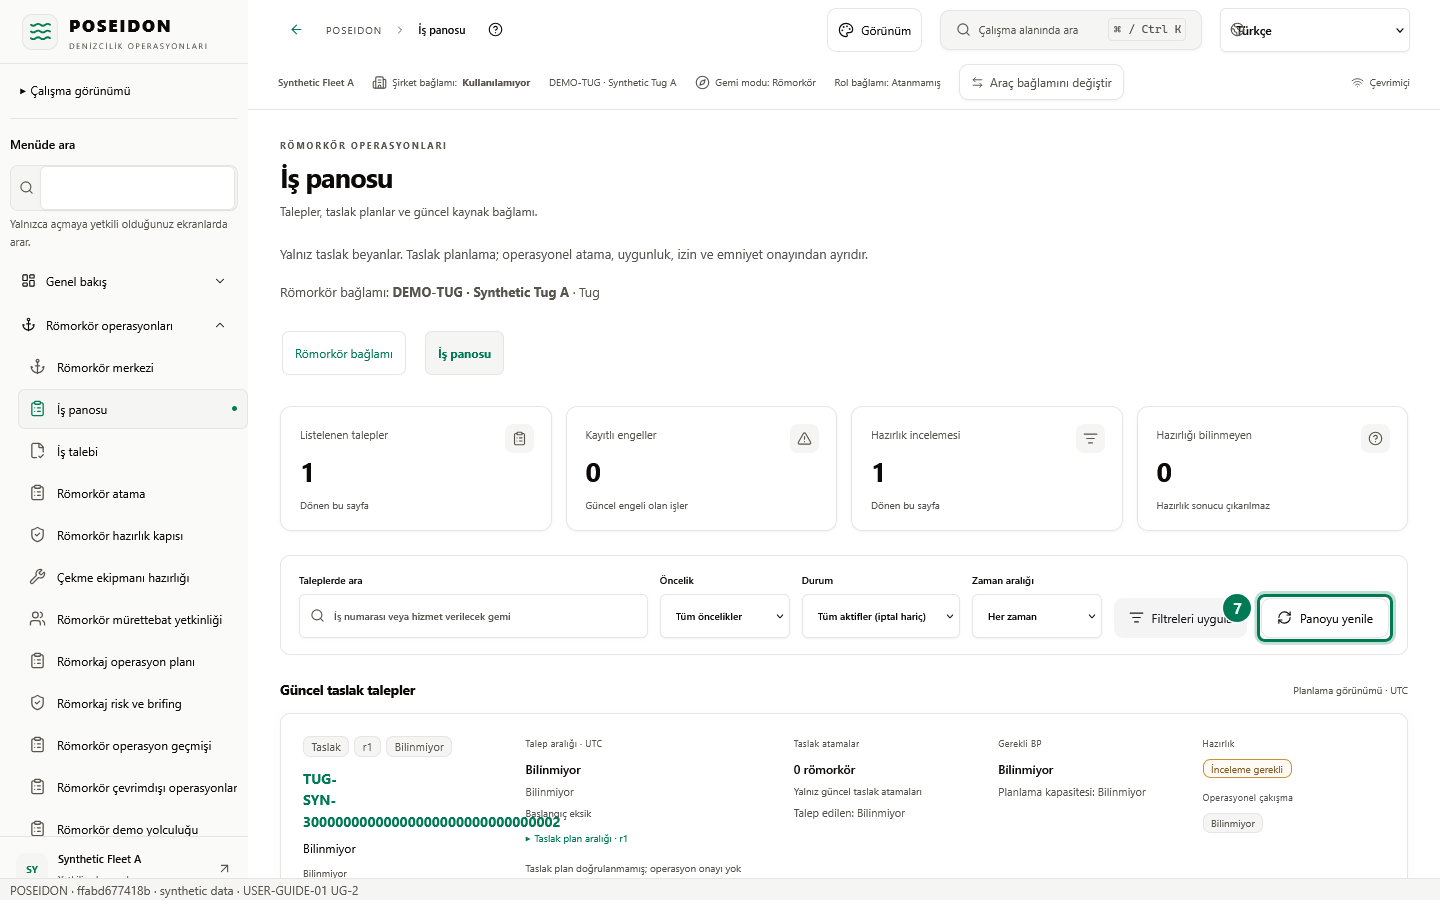 POSEIDON
DENİZCİLİK OPERASYONLARI
Çalışma görünümü
Menüde ara
Yalnızca açmaya yetkili olduğunuz ekranlarda arar.
Genel bakış
Römorkör operasyonları
Römorkör merkezi
İş panosu
İş talebi
Römorkör atama
Römorkör hazırlık kapısı
Çekme ekipmanı hazırlığı
Römorkör mürettebat yetkinliği
Römorkaj operasyon planı
Römorkaj risk ve brifing
Römorkör operasyon geçmişi
Römorkör çevrimdışı operasyonlar
Römorkör demo yolculuğu
SY
Synthetic Fleet A
POSEIDON
İş panosu
Görünüm
Çalışma alanında ara
⌘ / Ctrl K
Türkçe
Synthetic Fleet A
Şirket bağlamı: Kullanılamıyor
DEMO-TUG · Synthetic Tug A
Gemi modu: Römorkör
Rol bağlamı: Atanmamış
Araç bağlamını değiştir
Çevrimiçi
RÖMORKÖR OPERASYONLARI
İş panosu
Talepler, taslak planlar ve güncel kaynak bağlamı.
Yalnız taslak beyanlar. Taslak planlama; operasyonel atama, uygunluk, izin ve emniyet onayından ayrıdır.
Römorkör bağlamı: DEMO-TUG · Synthetic Tug A · Tug
Römorkör bağlamı
İş panosu
Listelenen talepler
1
Dönen bu sayfa
Kayıtlı engeller
0
Güncel engeli olan işler
Hazırlık incelemesi
1
Dönen bu sayfa
Hazırlığı bilinmeyen
0
Hazırlık sonucu çıkarılmaz
Taleplerde ara
İş numarası veya hizmet verilecek gemi
Öncelik
Tüm öncelikler
Durum
Tüm aktifler (iptal hariç)
Zaman aralığı
Her zaman
Filtreleri uygula
7
Panoyu yenile
Güncel taslak talepler
Planlama görünümü · UTC
Taslak
r1
Bilinmiyor
TUG-
SYN-
Bilinmiyor
Bilinmiyor
Talep aralığı · UTC
Bilinmiyor
Bilinmiyor
Başlangıç eksik
Taslak plan aralığı · r1
Taslak plan doğrulanmamış; operasyon onayı yok
Taslak atamalar
0 römorkör
Yalnız güncel taslak atamaları
Talep edilen: Bilinmiyor
Gerekli BP
Bilinmiyor
Planlama kapasitesi: Bilinmiyor
Hazırlık
İnceleme gerekli
Operasyonel çakışma
Bilinmiyor
POSEIDON · ffabd677418b · synthetic data · USER-GUIDE-01 UG-2